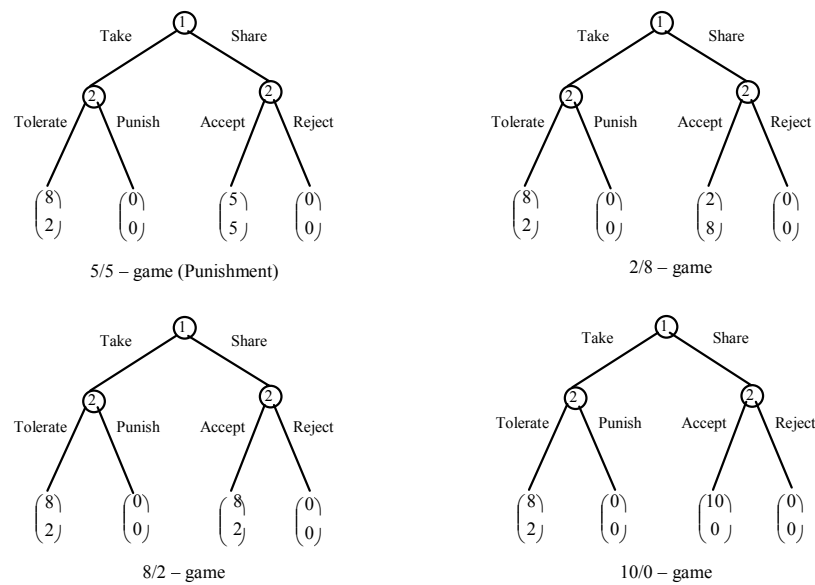 1 1
Take Share Take Share
2 2 2 2
Tolerate Punish Accept Reject Tolerate Punish Accept Reject
8 0 5 0 8 0 2 0
2 0 5 0 2 0 8 0
5/5 – game (Punishment) 2/8 – game
1 1
Take Share Take Share
2 2 2 2
Tolerate Punish Accept Reject Tolerate Punish Accept Reject
8 0 8 0 8 0 10 0
2 0 2 0 2 0 0 0
8/2 – game 10/0 – game